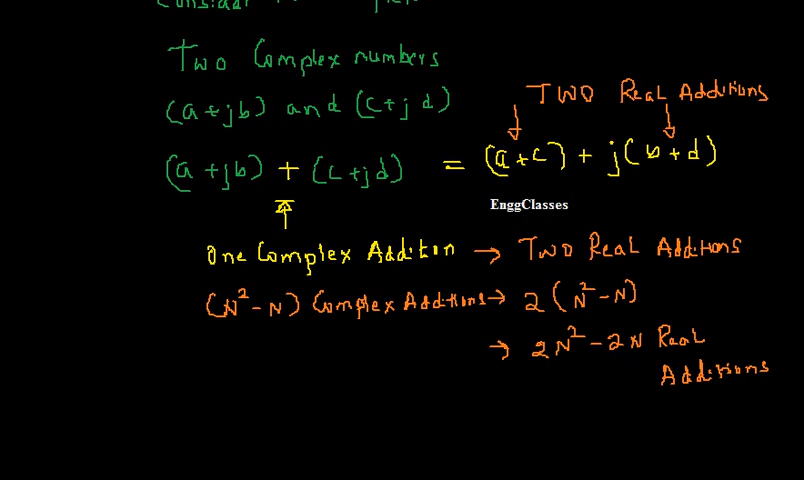 Two Complex numbers
(a+jb) and (c+jd)
TWO Real Additions
(a+jb) + (c+jd) = (a+c) + j(b+d)
EnggClasses
One Complex Additon → Two Real Additions
(N²-N) Complex Additions → 2(N²-N)
→ 2N²-2N Real
Additions